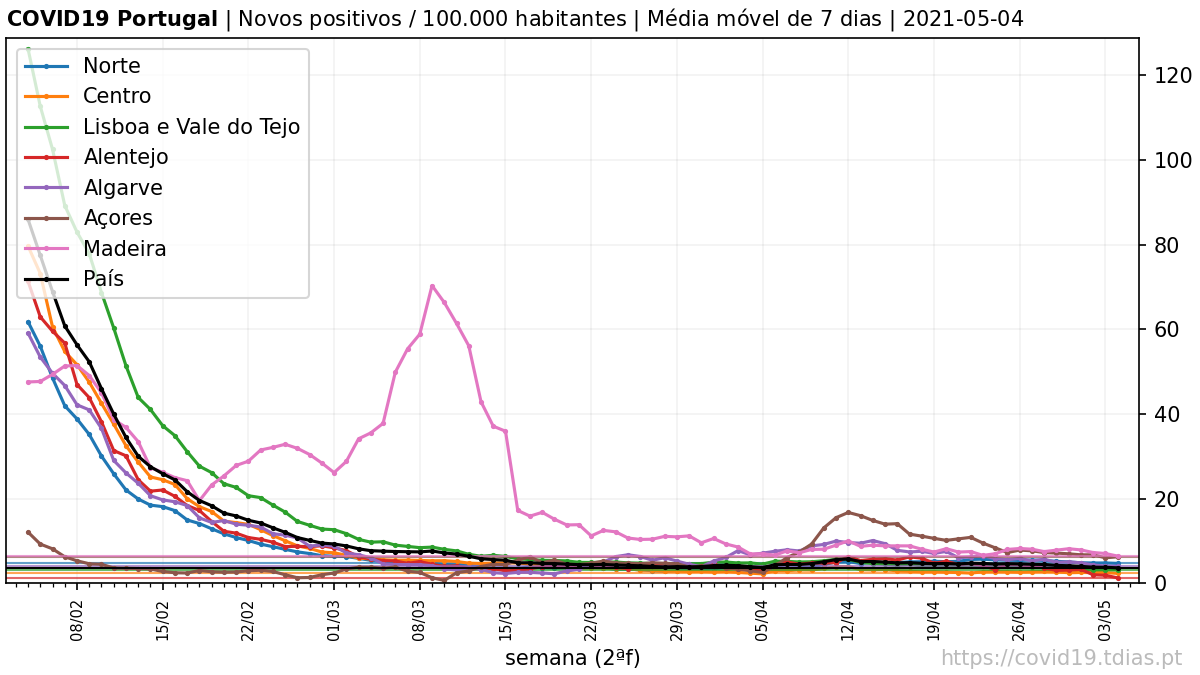 COVID19 Portugal | Novos positivos / 100.000 habitantes | Média móvel de 7 dias | 2021-05-04
Norte
Centro
Lisboa e Vale do Tejo
Alentejo
Algarve
Açores
Madeira
País
120
100
80
60
40
20
0
08/02
15/02
22/02
01/03
08/03
15/03
22/03
29/03
05/04
12/04
19/04
26/04
03/05
semana (2ªf)
https://covid19.tdias.pt